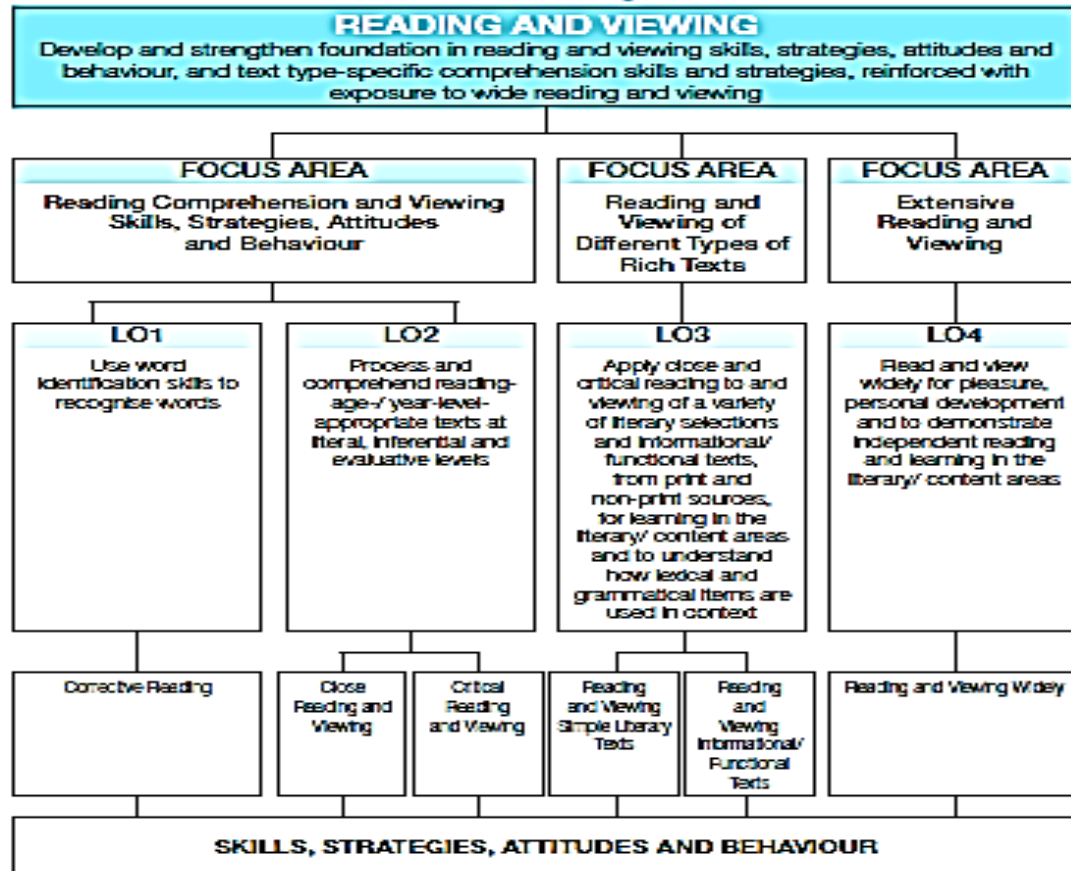 READING AND VIEWING
Develop and strengthen foundation in reading and viewing skills, strategies, attitudes and
behaviour, and text type-specific comprehension skills and strategies, reinforced with
exposure to wide reading and viewing
FOCUS AREA
Reading Comprehension and Viewing
Skills, Strategies, Attitudes
and Behaviour
FOCUS AREA
Reading and
Viewing of
Different Types of
Rich Texts
FOCUS AREA
Extensive
Reading and
Viewing
LO1
Use word
identification skills to
recognise words
LO2
Process and
comprehend reading-
age-/ year-level-
appropriate texts at
literal, inferential and
evaluative levels
LO3
Apply close and
critical reading to and
viewing of a variety
of literary selections
and informational/
functional texts,
from print and
non-print sources,
for learning in the
literary/ content areas
and to understand
how lexical and
grammatical items are
used in context
LO4
Read and view
widely for pleasure,
personal development
and to demonstrate
independent reading
and learning in the
literary/ content areas
Corrective Reading
Close
Reading and
Viewing
Critical
Reading
and Viewing
Reading
and Viewing
Simple Literary
Texts
Reading
and
Viewing
Informational/
Functional
Texts
Reading and Viewing Widely
SKILLS, STRATEGIES, ATTITUDES AND BEHAVIOUR